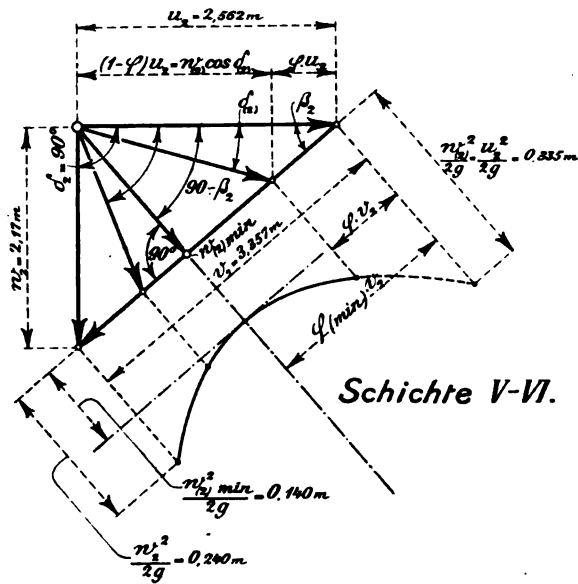 u₂ = 2,562 m
(1-φ) u₂ = w₍₂₎ cos δ₍₂₎ φ.u₂
δ₍₂₎ β₂
δ₂ = 90°
90-β₂
w²₍₂₎/2g = u₂²/2g = 0,335 m
w₂ = 2,17 m
90°
w₍₂₎ min
v₂ = 3,357 m
φ.v₂
φ(min).v₂
Schichte V-VI.
w₍₂₎² min/2g = 0,140 m
w₂²/2g = 0,240 m